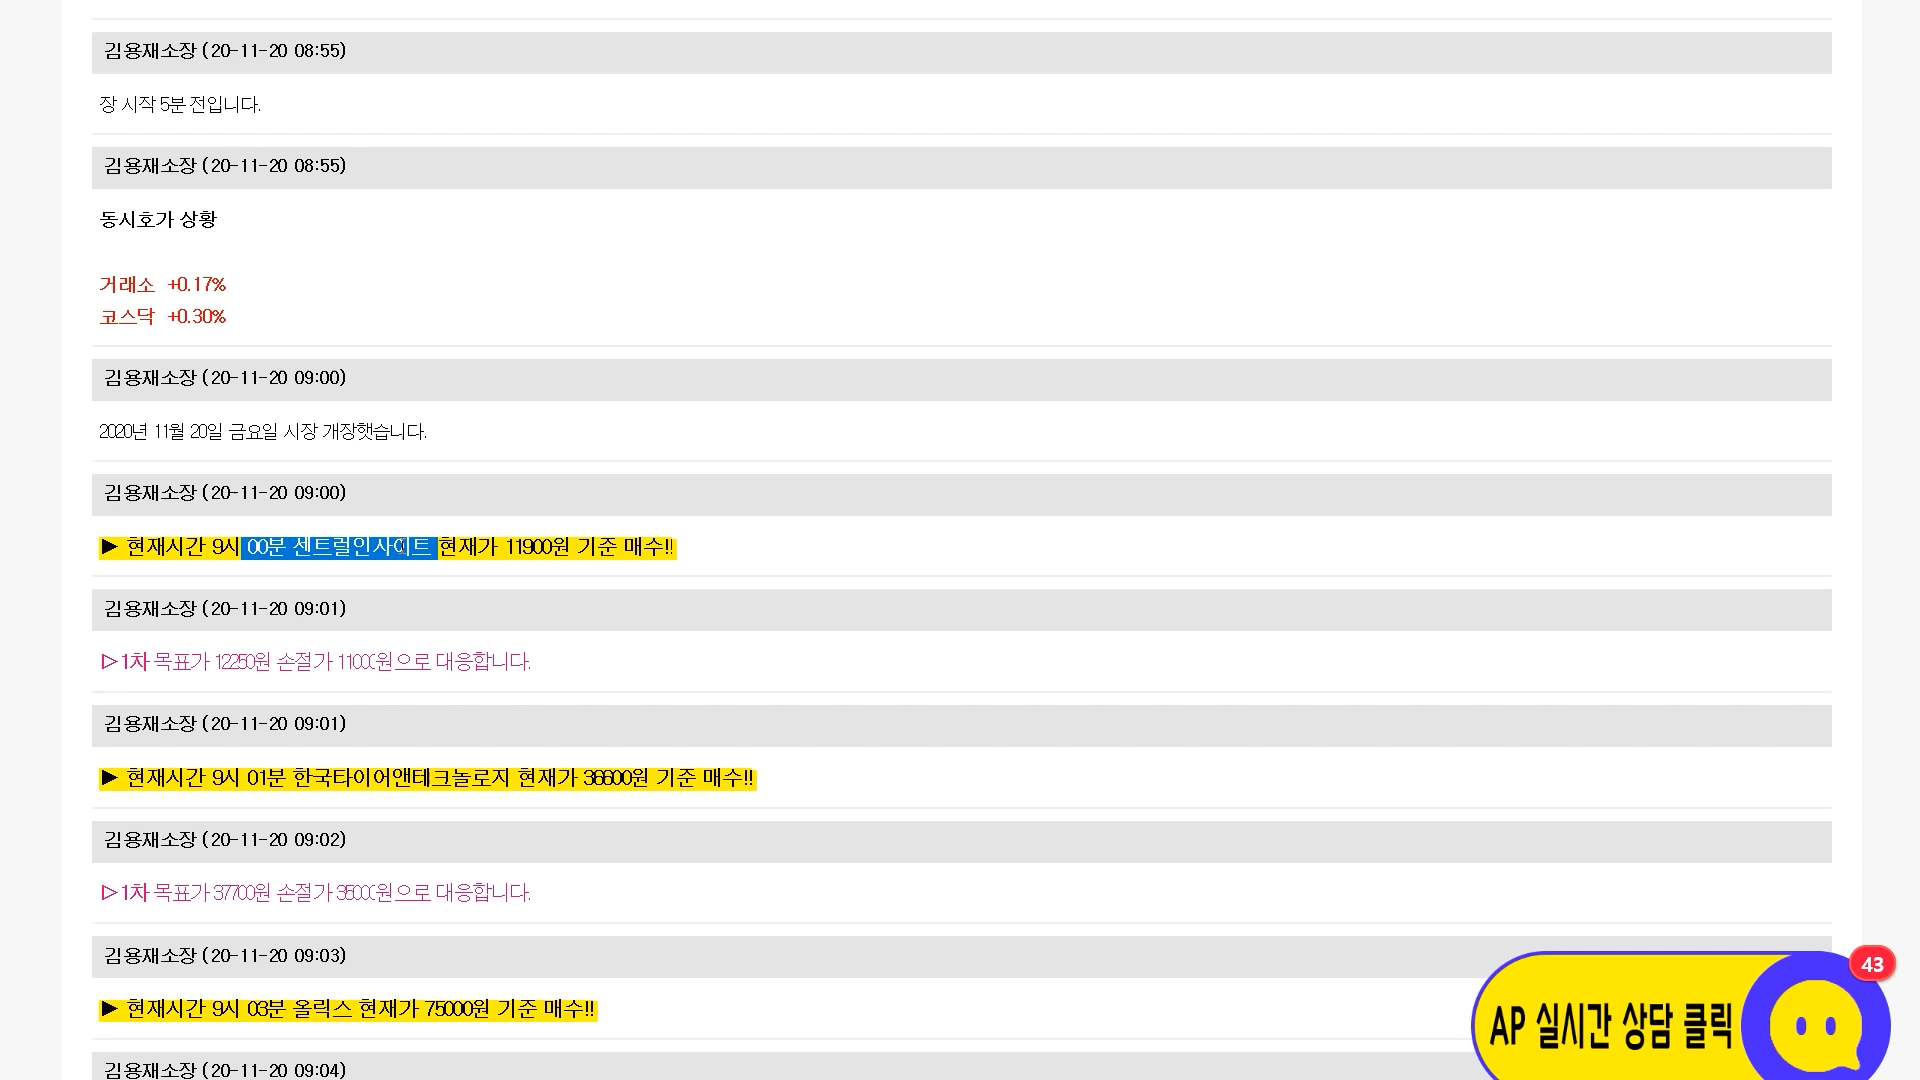 김용재소장 (20-11-20 08:55)
장 시작 5분 전입니다.
김용재소장 (20-11-20 08:55)
동시호가 상황
거래소 +0.17%
코스닥 +0.30%
김용재소장 (20-11-20 09:00)
2020년 11월 20일 금요일 시장 개장햇습니다.
김용재소장 (20-11-20 09:00)
▶ 현재시간 9시 00분 센트럴인사이트 현재가 11900원 기준 매수!!
김용재소장 (20-11-20 09:01)
▷1차 목표가 12250원 손절가 11000원으로 대응합니다.
김용재소장 (20-11-20 09:01)
▶ 현재시간 9시 01분 한국타이어앤테크놀로지 현재가 36600원 기준 매수!!
김용재소장 (20-11-20 09:02)
▷1차 목표가 37700원 손절가 35000원으로 대응합니다.
김용재소장 (20-11-20 09:03)
▶ 현재시간 9시 03분 올릭스 현재가 75000원 기준 매수!!
김용재소장 (20-11-20 09:04)
43
AP 실시간 상담 클릭